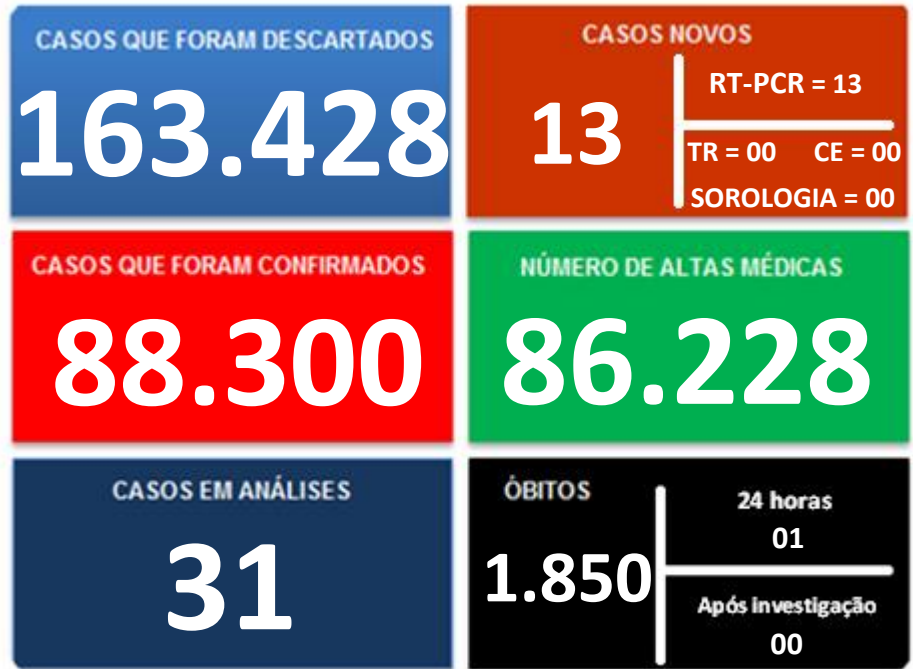 CASOS QUE FORAM DESCARTADOS
163.428
CASOS NOVOS
13
RT-PCR = 13
TR = 00 CE = 00
SOROLOGIA = 00
CASOS QUE FORAM CONFIRMADOS
88.300
NÚMERO DE ALTAS MÉDICAS
86.228
CASOS EM ANÁLISES
31
ÓBITOS
1.850
24 horas
01
Após investigação
00